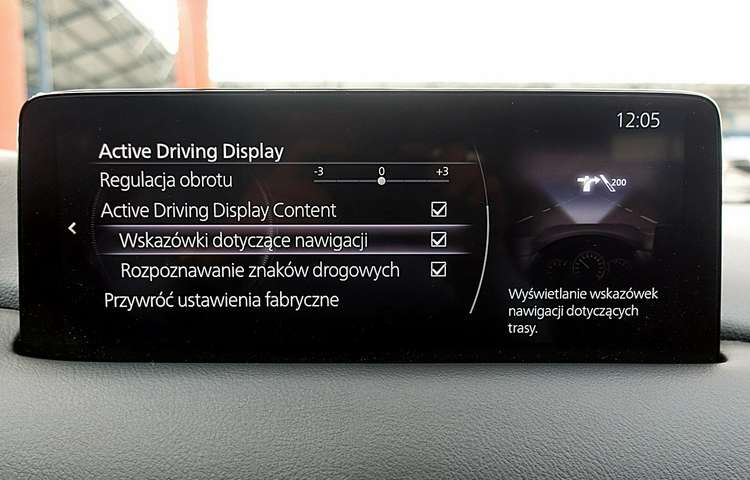 12:05
Active Driving Display
Regulacja obrotu
-3 0 +3
Active Driving Display Content
Wskazówki dotyczące nawigacji
Rozpoznawanie znaków drogowych
Przywróć ustawienia fabryczne
200
Wyświetlanie wskazówek
nawigacji dotyczących
trasy.